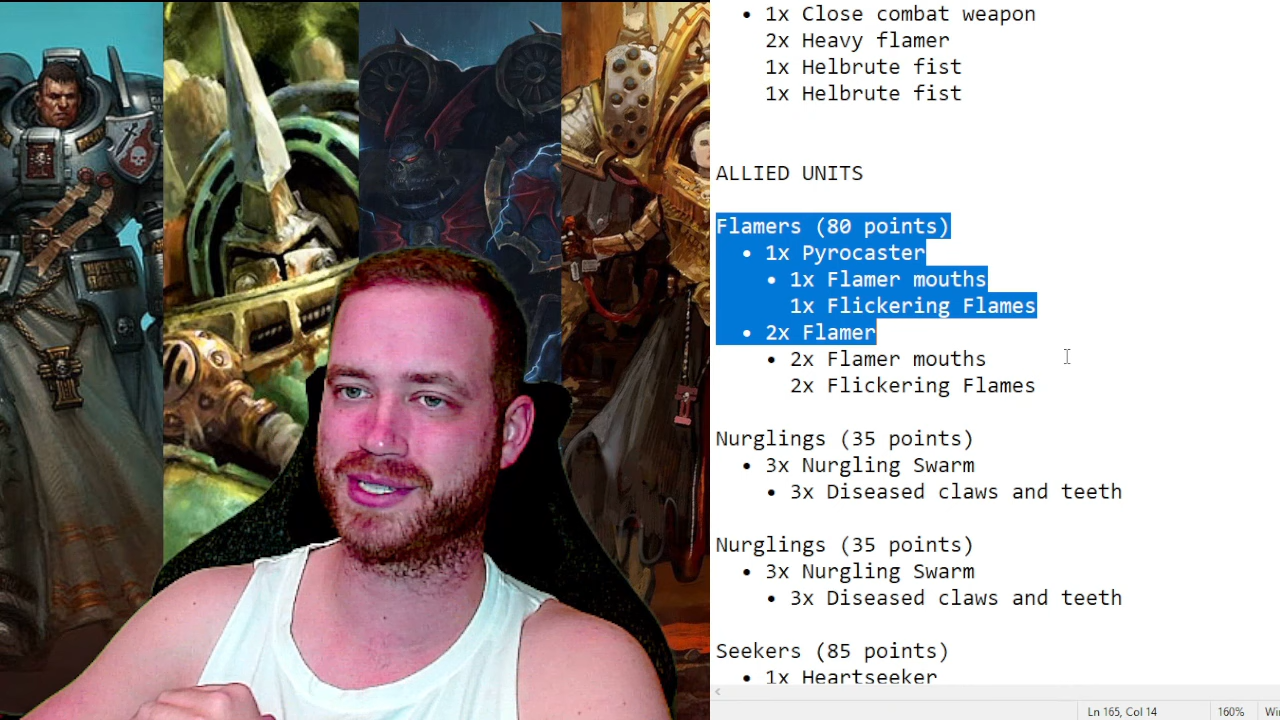 • 1x Close combat weapon
2x Heavy flamer
1x Helbrute fist
1x Helbrute fist
ALLIED UNITS
Flamers (80 points)
• 1x Pyrocaster
• 1x Flamer mouths
1x Flickering Flames
• 2x Flamer
• 2x Flamer mouths
2x Flickering Flames
Nurglings (35 points)
• 3x Nurgling Swarm
• 3x Diseased claws and teeth
Nurglings (35 points)
• 3x Nurgling Swarm
• 3x Diseased claws and teeth
Seekers (85 points)
• 1x Heartseeker
Ln 165, Col 14
160%
Wi